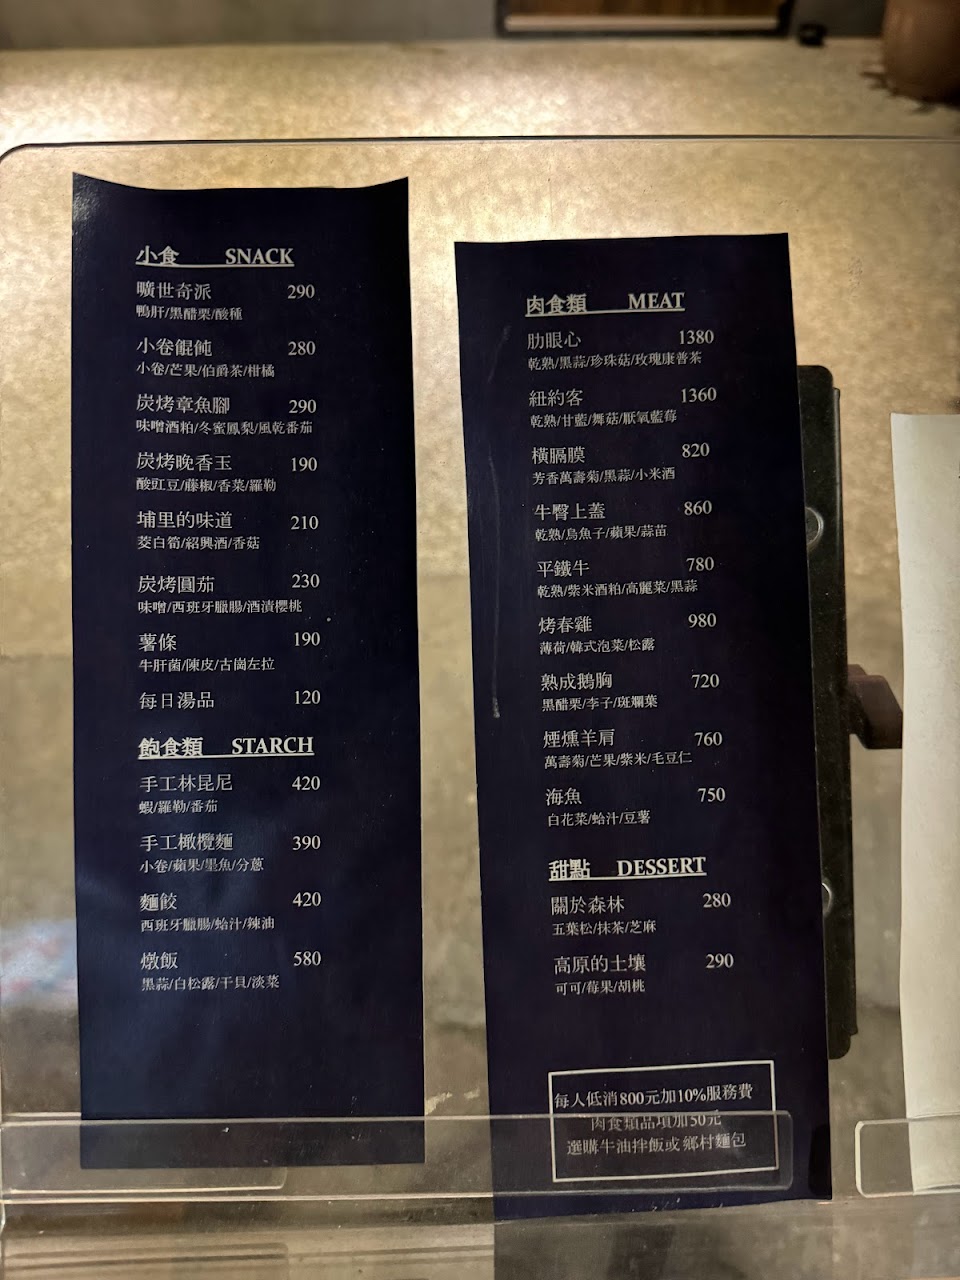 小食 SNACK
曠世奇派 290
鴨肝/黑醋栗/酸種
小卷餛飩 280
小卷/芒果/伯爵茶/柑橘
炭烤章魚腳 290
味噌酒粕/冬蜜鳳梨/風乾番茄
炭烤晚香玉 190
酸豇豆/藤椒/香菜/羅勒
埔里的味道 210
茭白筍/紹興酒/香菇
炭烤圓茄 230
味噌/西班牙臘腸/酒漬櫻桃
薯條 190
牛肝菌/陳皮/古崗左拉
每日湯品 120
飽食類 STARCH
手工林昆尼 420
蝦/羅勒/番茄
手工橄欖麵 390
小卷/蘋果/墨魚/分蔥
麵餃 420
西班牙臘腸/蛤汁/辣油
燉飯 580
黑蒜/白松露/干貝/淡菜
肉食類 MEAT
肋眼心 1380
乾熟/黑蒜/珍珠菇/玫瑰康普茶
紐約客 1360
乾熟/甘藍/舞菇/厭氧藍莓
橫膈膜 820
芳香萬壽菊/黑蒜/小米酒
牛臀上蓋 860
乾熟/烏魚子/蘋果/蒜苗
平鐵牛 780
乾熟/紫米酒粕/高麗菜/黑蒜
烤春雞 980
薄荷/韓式泡菜/松露
熟成鵝胸 720
黑醋栗/李子/斑斕葉
煙燻羊肩 760
萬壽菊/芒果/紫米/毛豆仁
海魚 750
白花菜/蛤汁/豆薯
甜點 DESSERT
關於森林 280
五葉松/抹茶/芝麻
高原的土壤 290
可可/莓果/胡桃
每人低消800元加10%服務費
肉食類品項加50元
選購牛油拌飯或鄉村麵包